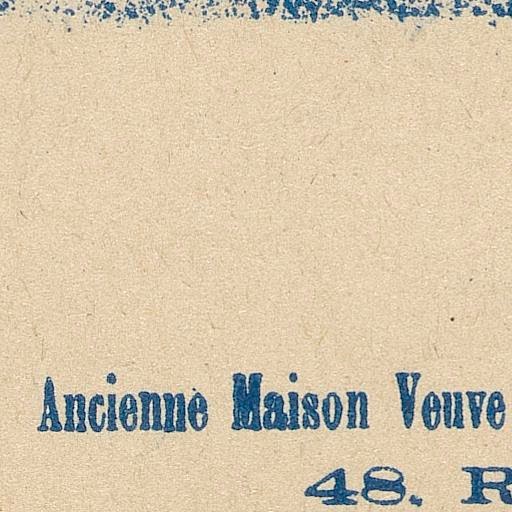 Ancienne Maison Veuve
48, R